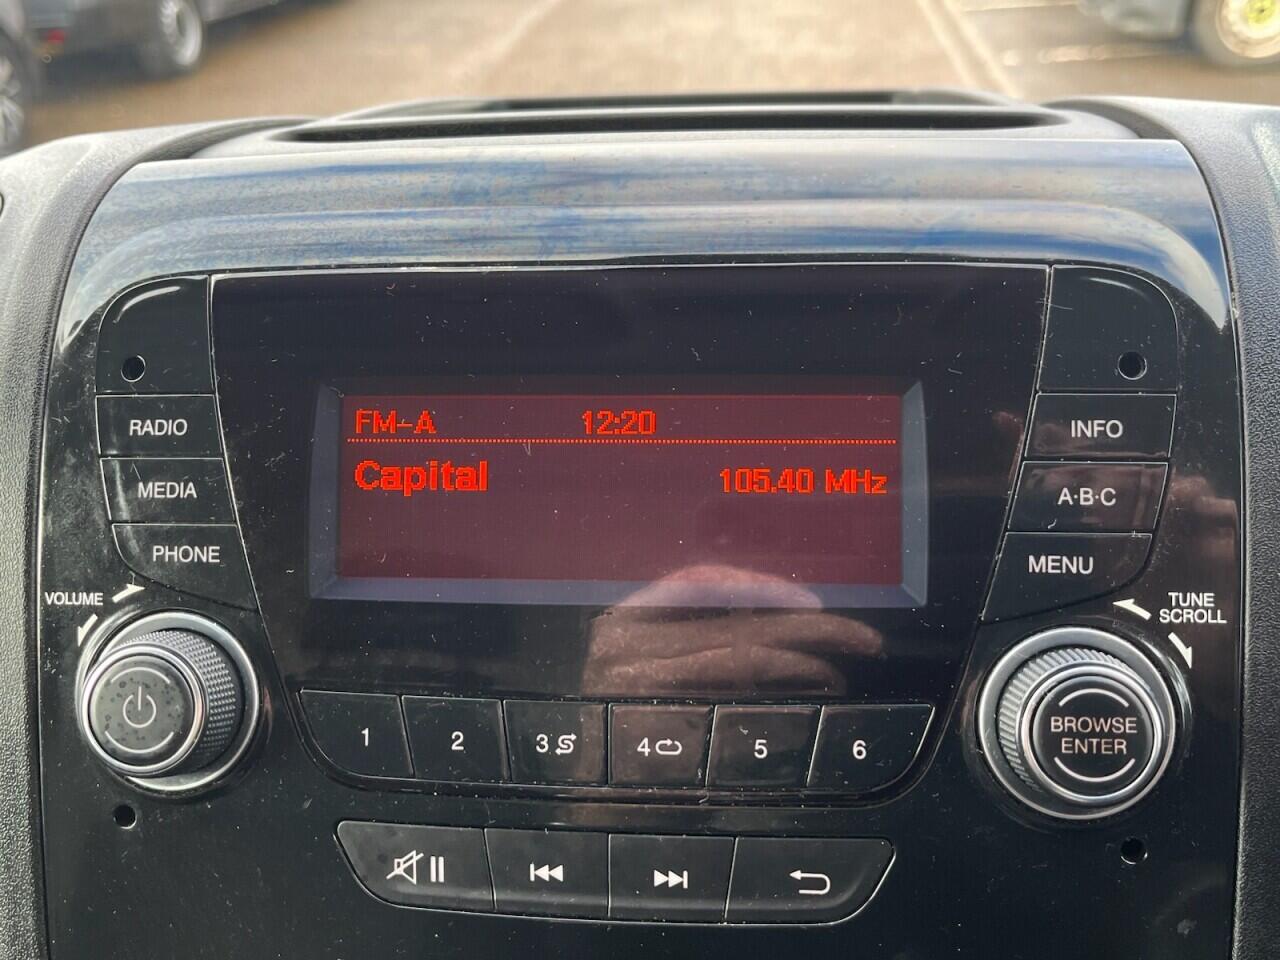 FM-A 12:20
Capital 105.40 MHz
RADIO
MEDIA
PHONE
VOLUME
INFO
A·B·C
MENU
TUNE
SCROLL
BROWSE
ENTER
1 2 3 4 5 6